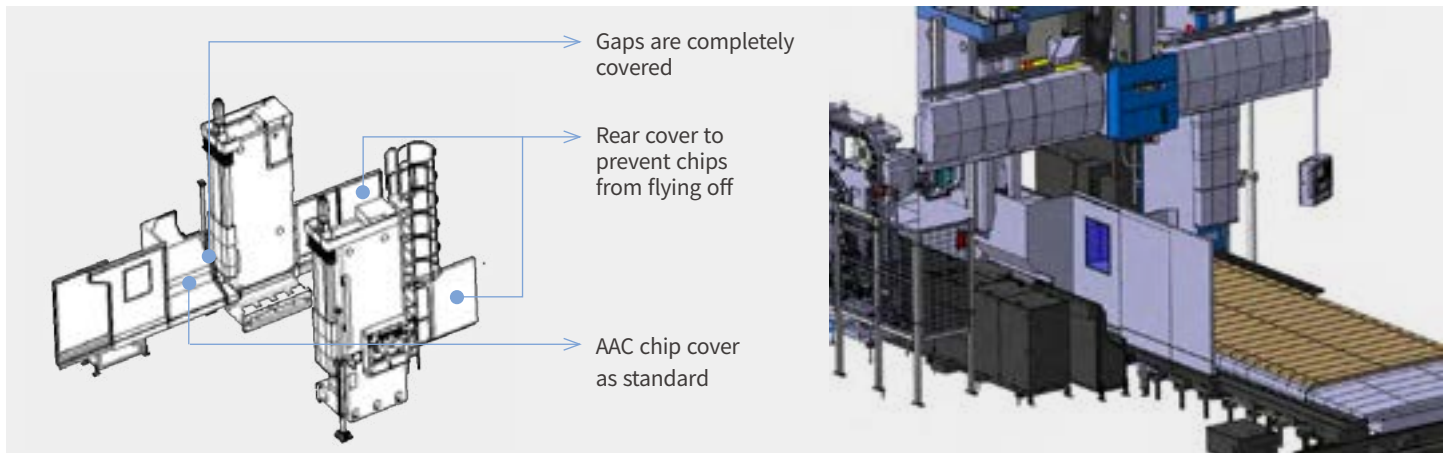 Gaps are completely
covered
Rear cover to
prevent chips
from flying off
AAC chip cover
as standard